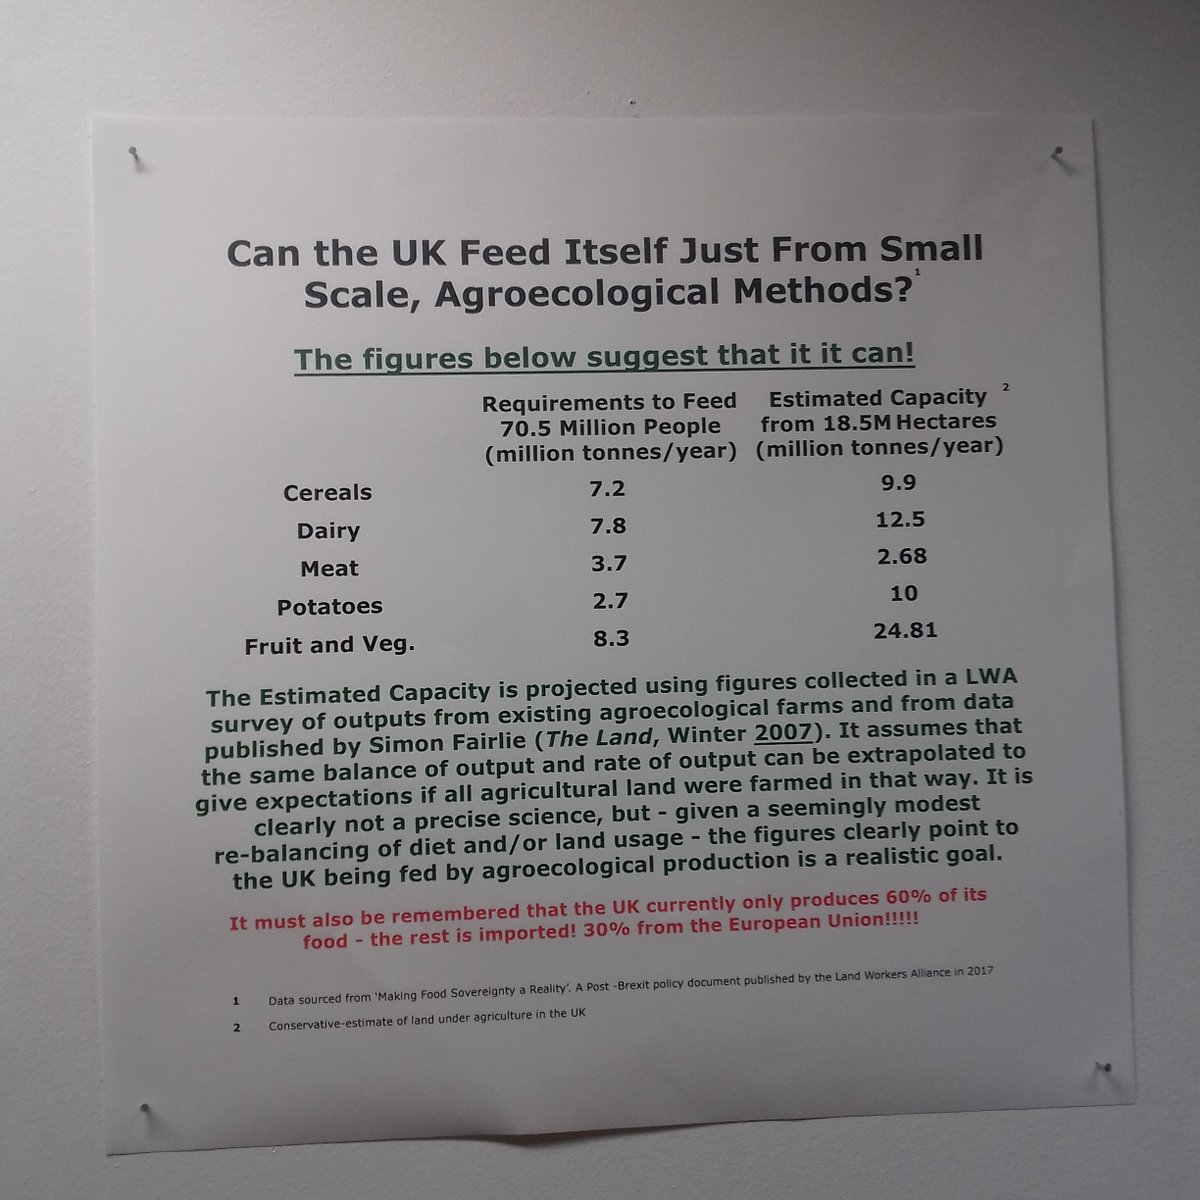 Can the UK Feed Itself Just From Small
Scale, Agroecological Methods?1
The figures below suggest that it it can!
Requirements to Feed Estimated Capacity 2
70.5 Million People from 18.5M Hectares
(million tonnes/year) (million tonnes/year)
Cereals 7.2 9.9
Dairy 7.8 12.5
Meat 3.7 2.68
Potatoes 2.7 10
Fruit and Veg. 8.3 24.81
The Estimated Capacity is projected using figures collected in a LWA
survey of outputs from existing agroecological farms and from data
published by Simon Fairlie (The Land, Winter 2007). It assumes that
the same balance of output and rate of output can be extrapolated to
give expectations if all agricultural land were farmed in that way. It is
clearly not a precise science, but - given a seemingly modest
re-balancing of diet and/or land usage - the figures clearly point to
the UK being fed by agroecological production is a realistic goal.
It must also be remembered that the UK currently only produces 60% of its
food - the rest is imported! 30% from the European Union!!!!!
1 Data sourced from 'Making Food Sovereignty a Reality'. A Post -Brexit policy document published by the Land Workers Alliance in 2017
2 Conservative-estimate of land under agriculture in the UK